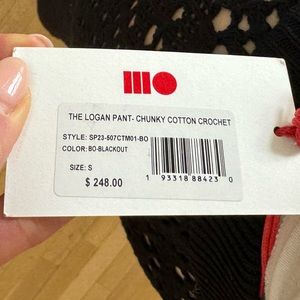 THE LOGAN PANT- CHUNKY COTTON CROCHET
STYLE: SP23-507CTM01-BO
COLOR: BO-BLACKOUT
SIZE: S
$ 248.00
1 93318 88423 0